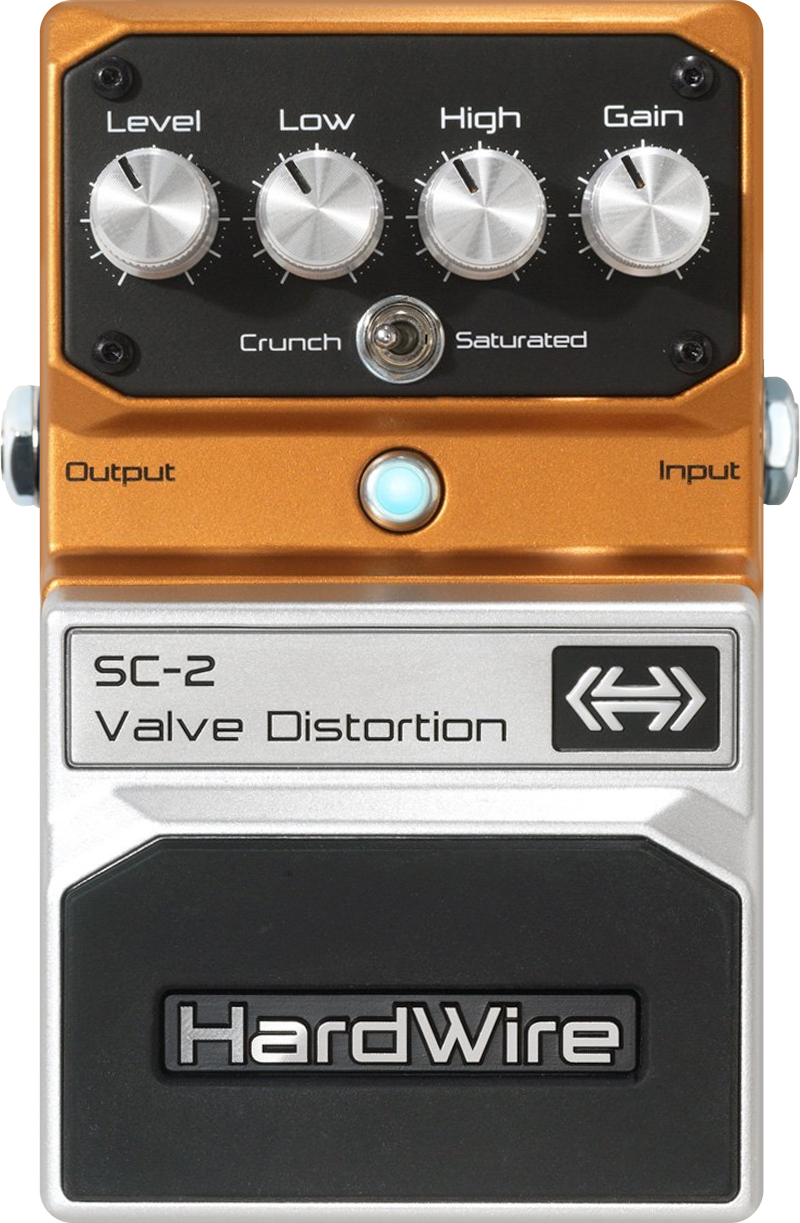 Level Low High Gain
Crunch Saturated
Output Input
SC-2
Valve Distortion
HardWire